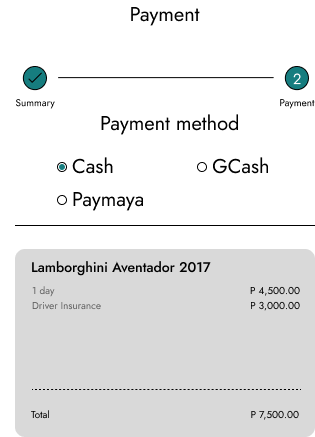 Payment
2
Summary
Payment
Payment method
Cash
GCash
Paymaya
Lamborghini Aventador 2017
1 day
P 4,500.00
Driver Insurance
P 3,000.00
Total
P 7,500.00